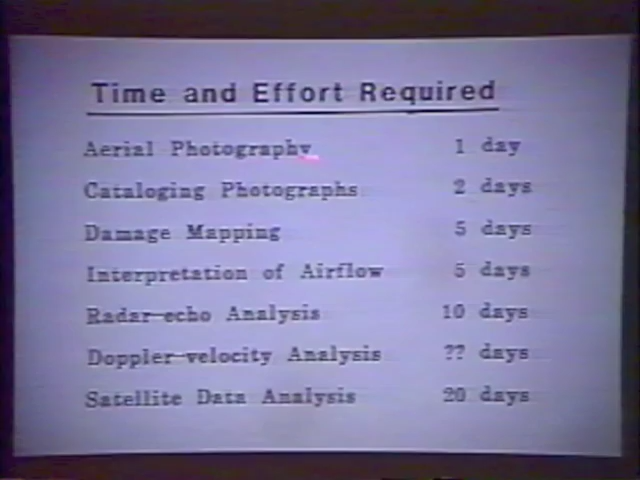 Time and Effort Required
Aerial Photography 1 day
Cataloging Photographs 2 days
Damage Mapping 5 days
Interpretation of Airflow 5 days
Radar-echo Analysis 10 days
Doppler-velocity Analysis ?? days
Satellite Data Analysis 20 days